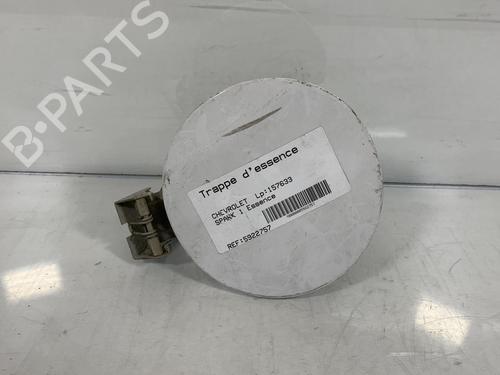 B-PARTS
Trappe d'essence
CHEVROLET Lp:157633
SPARK 1 Essence
REF:5922757